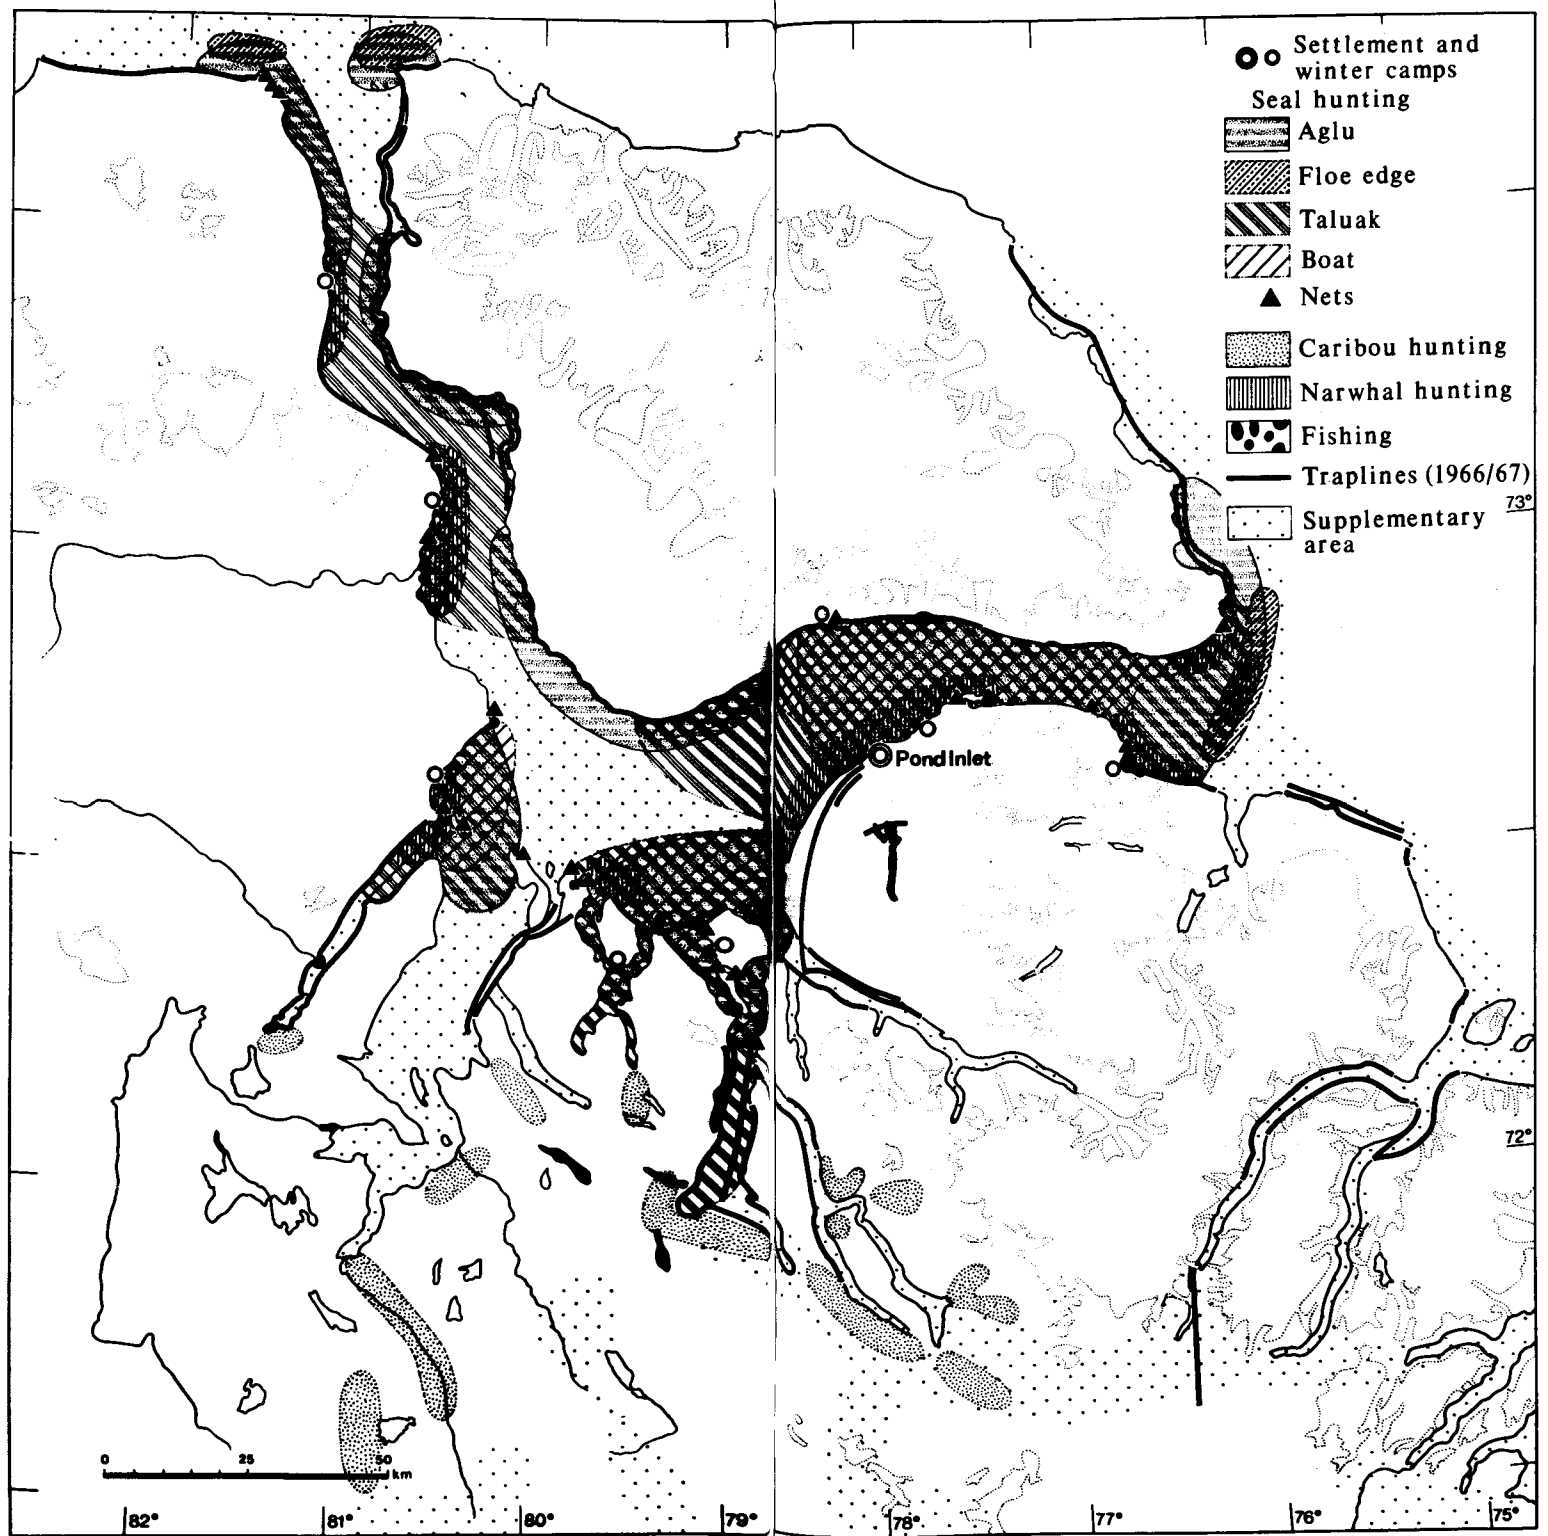 Settlement and
winter camps
Seal hunting
Aglu
Floe edge
Taluak
Boat
Nets
Caribou hunting
Narwhal hunting
Fishing
Traplines (1966/67)
73°
Supplementary
area
Pond Inlet
72°
0 25 50
km
82° 81° 80° 79° 78° 77° 76° 75°